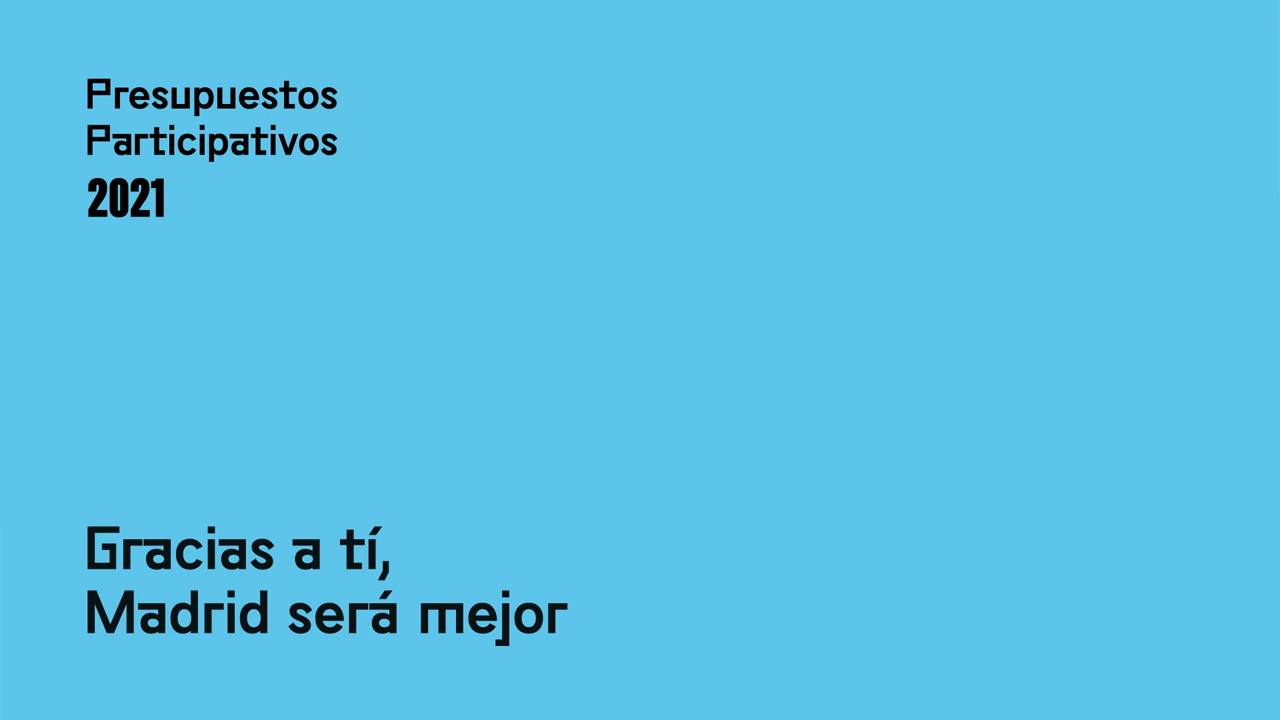 Presupuestos
Participativos
2021
Gracias a tí,
Madrid será mejor